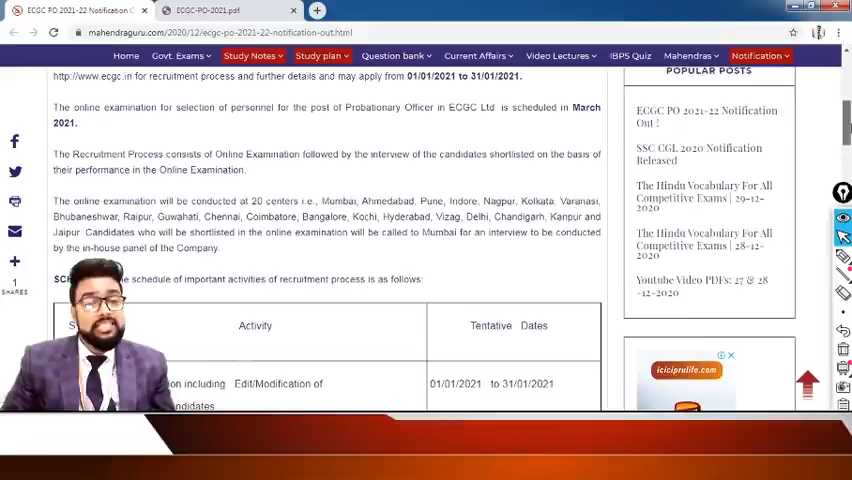 ECGC PO 2021-22 Notification O
ECGC-PO-2021.pdf
mahendraguru.com/2020/12/ecgc-po-2021-22-notification-out.html
Home Govt. Exams Study Notes Study plan Question bank Current Affairs Video Lectures IBPS Quiz Mahendras Notification
http://www.ecgc.in for recruitment process and further details and may apply from 01/01/2021 to 31/01/2021.
The online examination for selection of personnel for the post of Probationary Officer in ECGC Ltd. is scheduled in March
2021.
The Recruitment Process consists of Online Examination followed by the interview of the candidates shortlisted on the basis of
their performance in the Online Examination.
The online examination will be conducted at 20 centers i.e., Mumbai, Ahmedabad, Pune, Indore, Nagpur, Kolkata, Varanasi,
Bhubaneshwar, Raipur, Guwahati, Chennai, Coimbatore, Bangalore, Kochi, Hyderabad, Vizag, Delhi, Chandigarh, Kanpur and
Jaipur. Candidates who will be shortlisted in the online examination will be called to Mumbai for an interview to be conducted
by the in-house panel of the Company.
schedule of important activities of recruitment process is as follows:
Activity Tentative Dates
including Edit/Modification of 01/01/2021 to 31/01/2021
1
SHARES
POPULAR POSTS
ECGC PO 2021-22 Notification
Out !
SSC CGL 2020 Notification
Released
The Hindu Vocabulary For All
Competitive Exams | 29-12-
2020
The Hindu Vocabulary For All
Competitive Exams | 28-12-
2020
Youtube Video PDFs: 27 & 28
-12-2020
iciciprulife.com